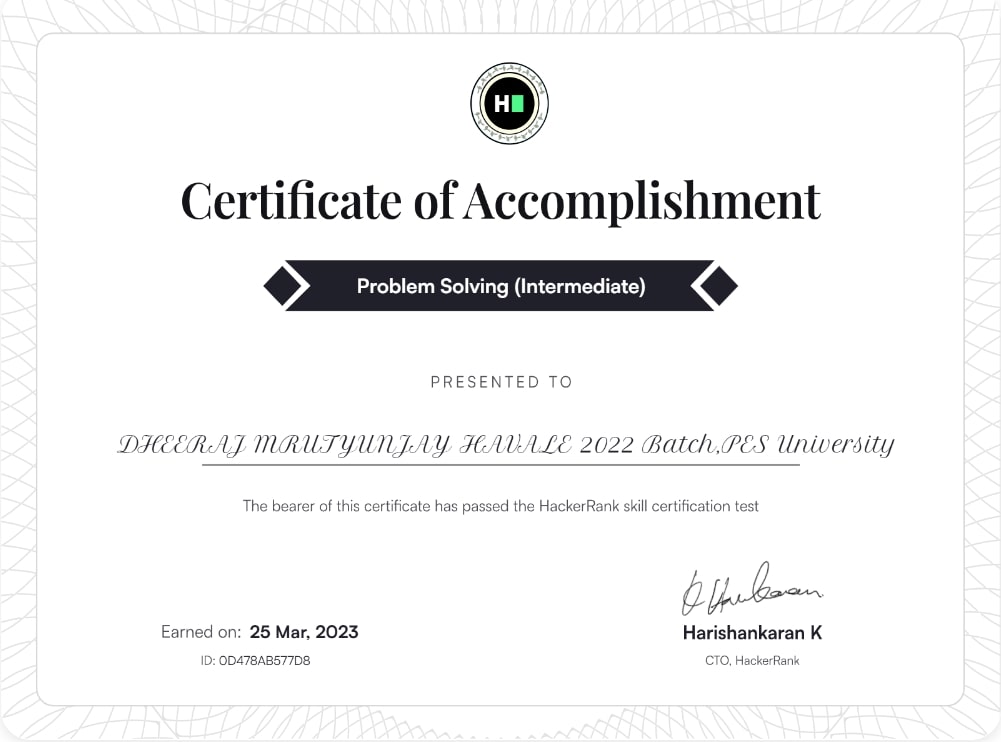 H
Certificate of Accomplishment
Problem Solving (Intermediate)
PRESENTED TO
DHEERAJ MRUTYUNJAY HAVALE 2022 Batch,PES University
The bearer of this certificate has passed the HackerRank skill certification test
Earned on: 25 Mar, 2023
ID: 0D478AB577D8
Harishankaran K
CTO, HackerRank